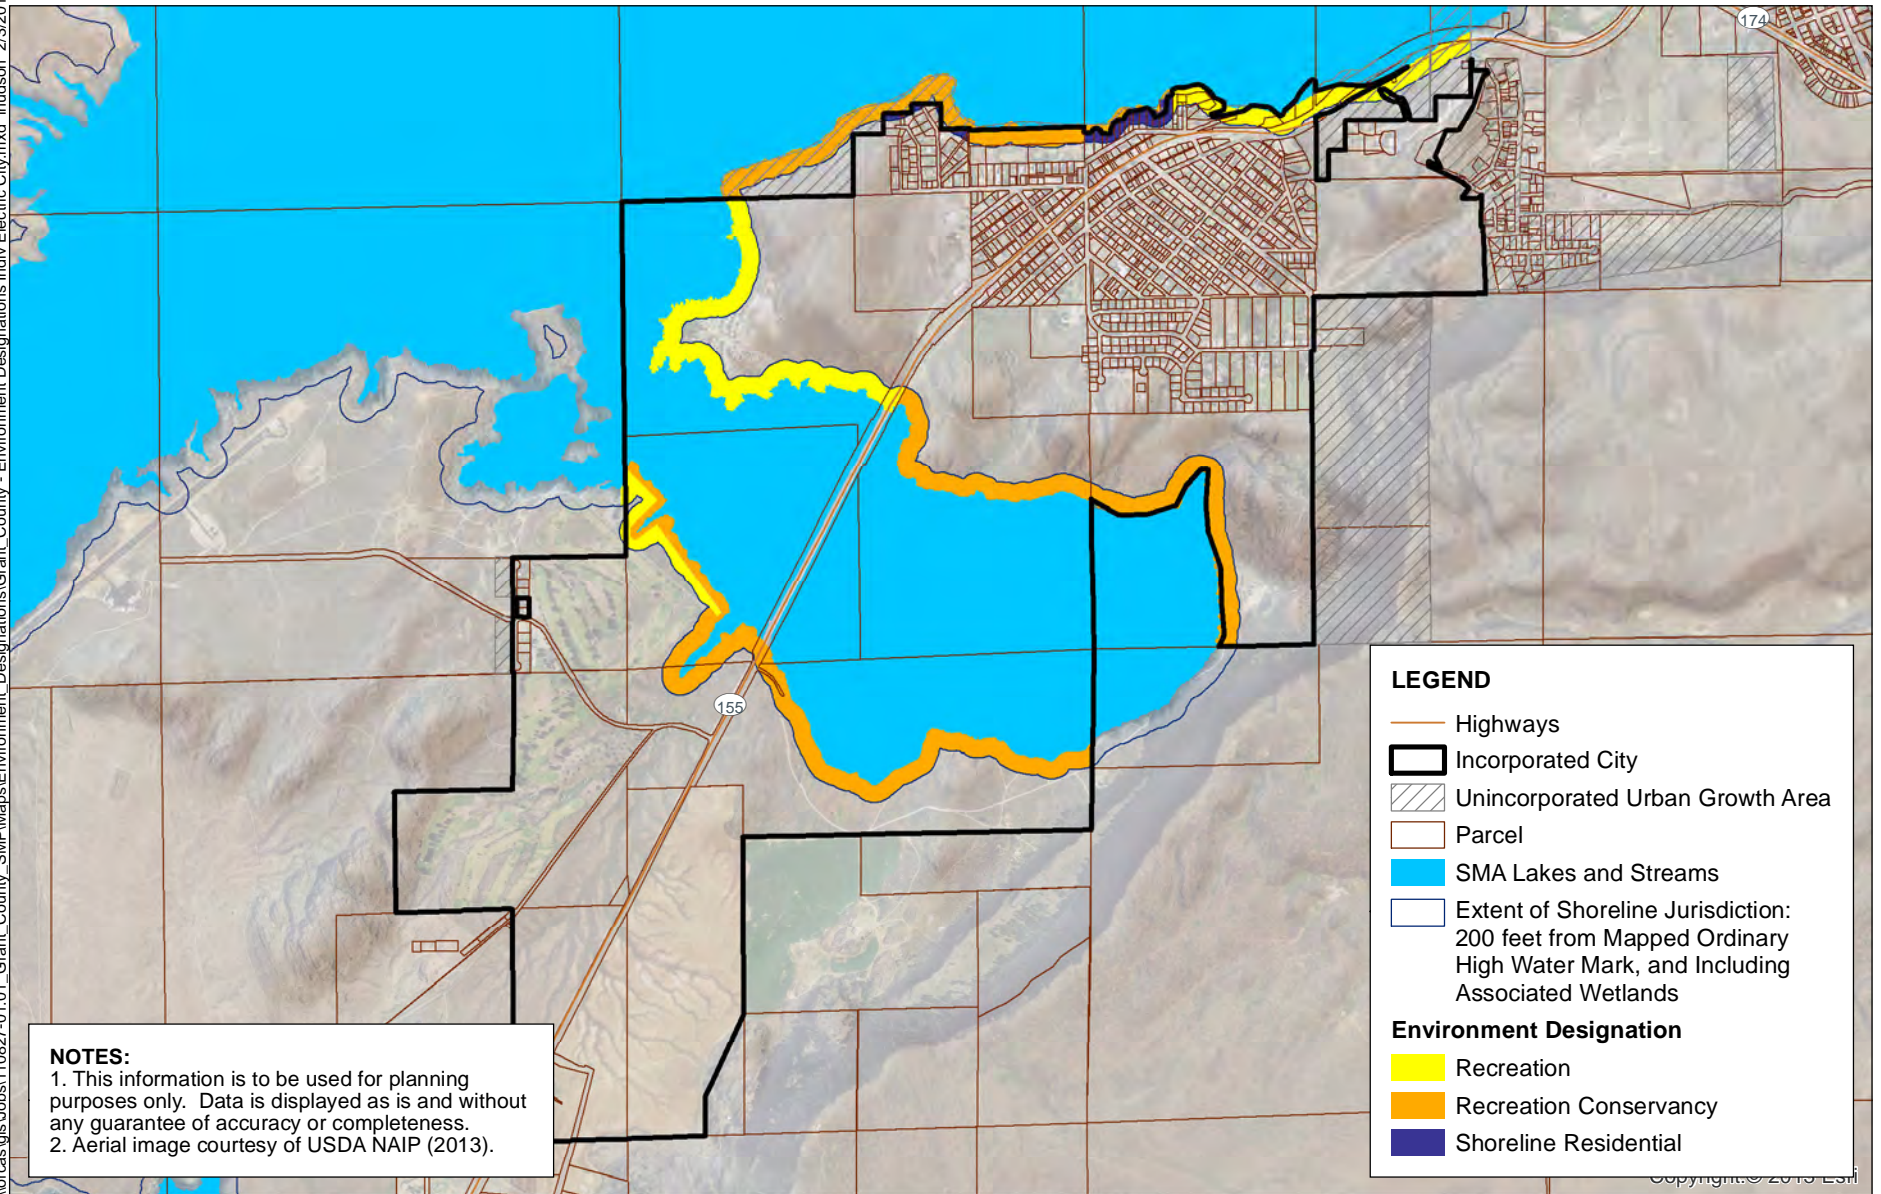 174
155
LEGEND
Highways
Incorporated City
Unincorporated Urban Growth Area
Parcel
SMA Lakes and Streams
Extent of Shoreline Jurisdiction:
200 feet from Mapped Ordinary
High Water Mark, and Including
Associated Wetlands
Environment Designation
Recreation
Recreation Conservancy
Shoreline Residential
NOTES:
1. This information is to be used for planning
purposes only. Data is displayed as is and without
any guarantee of accuracy or completeness.
2. Aerial image courtesy of USDA NAIP (2013).
Copyright:© 2013 Esri